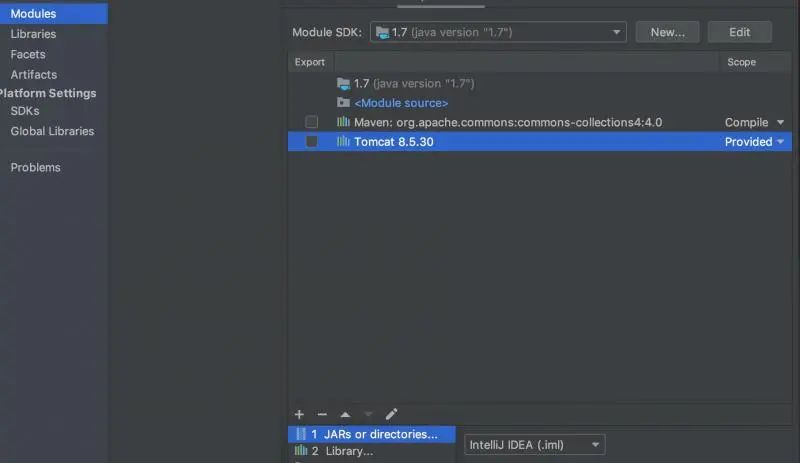 Modules
Libraries
Facets
Artifacts
Platform Settings
SDKs
Global Libraries
Problems
Module SDK: 1.7 (java version "1.7") New... Edit
Export Scope
1.7 (java version "1.7")
<Module source>
Maven: org.apache.commons:commons-collections4:4.0 Compile
Tomcat 8.5.30 Provided
1 JARs or directories...
2 Library...
IntelliJ IDEA (.iml)